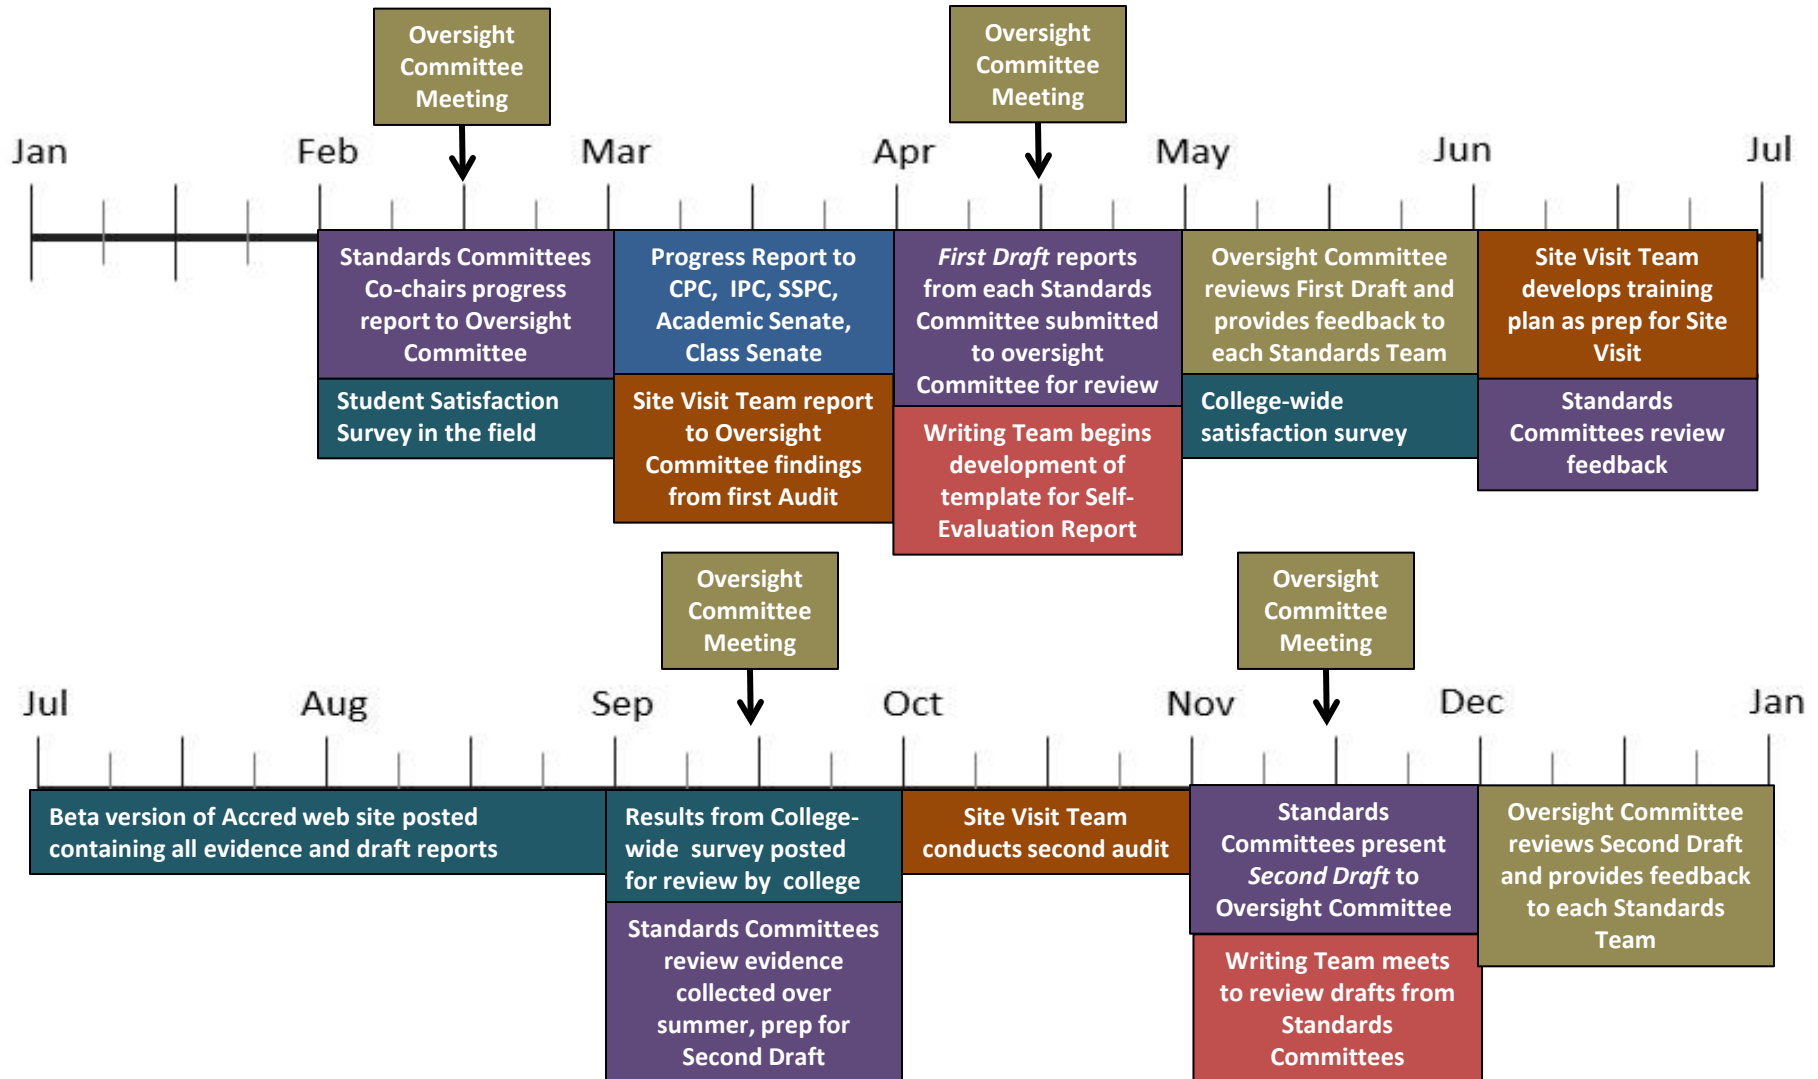 Oversight
Committee
Meeting
Oversight
Committee
Meeting
Jan
Feb
Mar
Apr
May
Jun
Jul
Standards Committees
Co-chairs progress
report to Oversight
Committee
Student Satisfaction
Survey in the field
Progress Report to
CPC, IPC, SSPC,
Academic Senate,
Class Senate
Site Visit Team report
to Oversight
Committee findings
from first Audit
First Draft reports
from each Standards
Committee submitted
to oversight
Committee for review
Writing Team begins
development of
template for Self-
Evaluation Report
Oversight Committee
reviews First Draft and
provides feedback to
each Standards Team
College-wide
satisfaction survey
Site Visit Team
develops training
plan as prep for Site
Visit
Standards
Committees review
feedback
Oversight
Committee
Meeting
Oversight
Committee
Meeting
Jul
Aug
Sep
Oct
Nov
Dec
Jan
Beta version of Accred web site posted
containing all evidence and draft reports
Results from College-
wide survey posted
for review by college
Standards Committees
review evidence
collected over
summer, prep for
Second Draft
Site Visit Team
conducts second audit
Standards
Committees present
Second Draft to
Oversight Committee
Writing Team meets
to review drafts from
Standards
Committees
Oversight Committee
reviews Second Draft
and provides feedback
to each Standards
Team